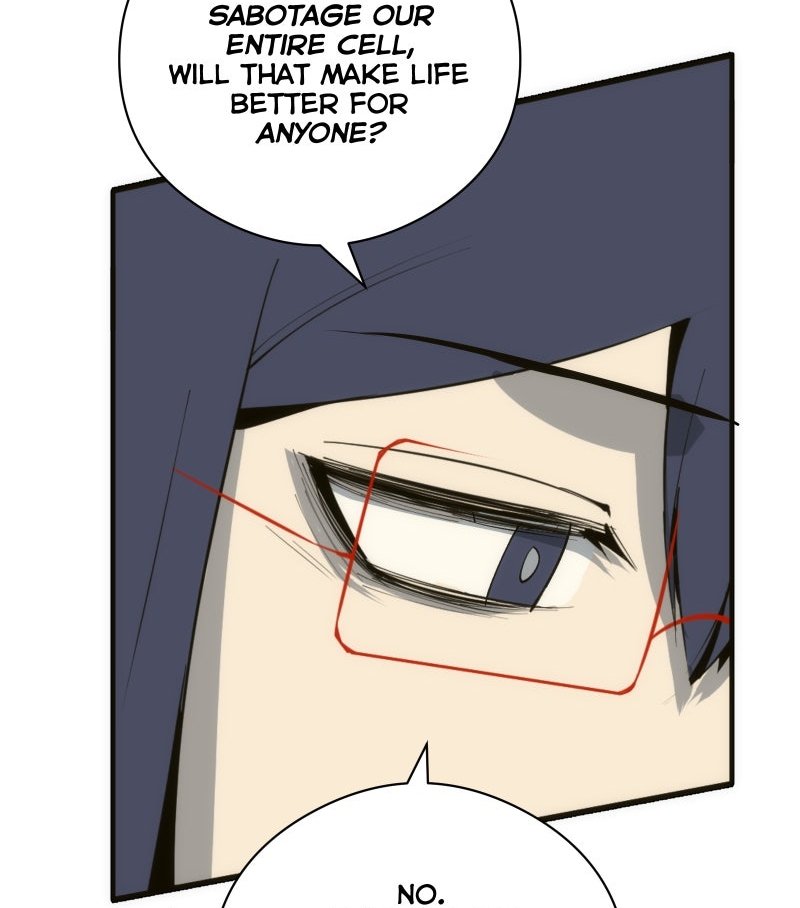 SABOTAGE OUR
ENTIRE CELL,
WILL THAT MAKE LIFE
BETTER FOR
ANYONE?
NO.